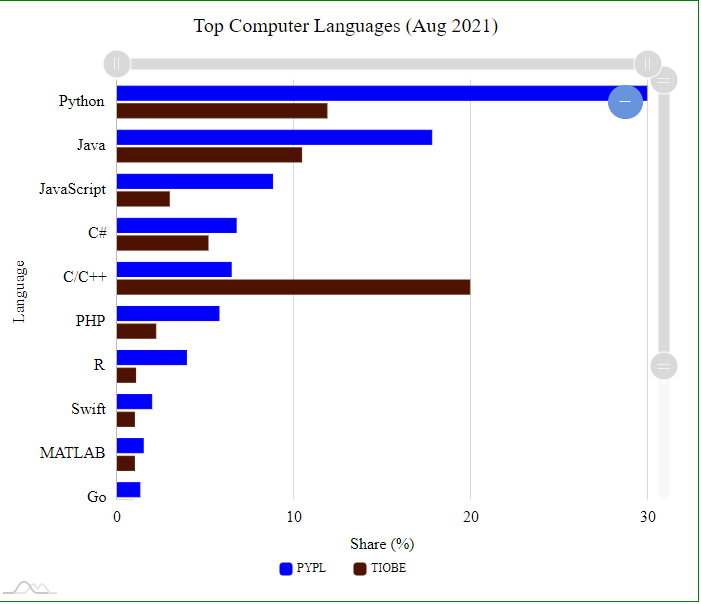 Top Computer Languages (Aug 2021)
Python
Java
JavaScript
C#
C/C++
PHP
R
Swift
MATLAB
Go
Language
0 10 20 30
Share (%)
PYPL TIOBE